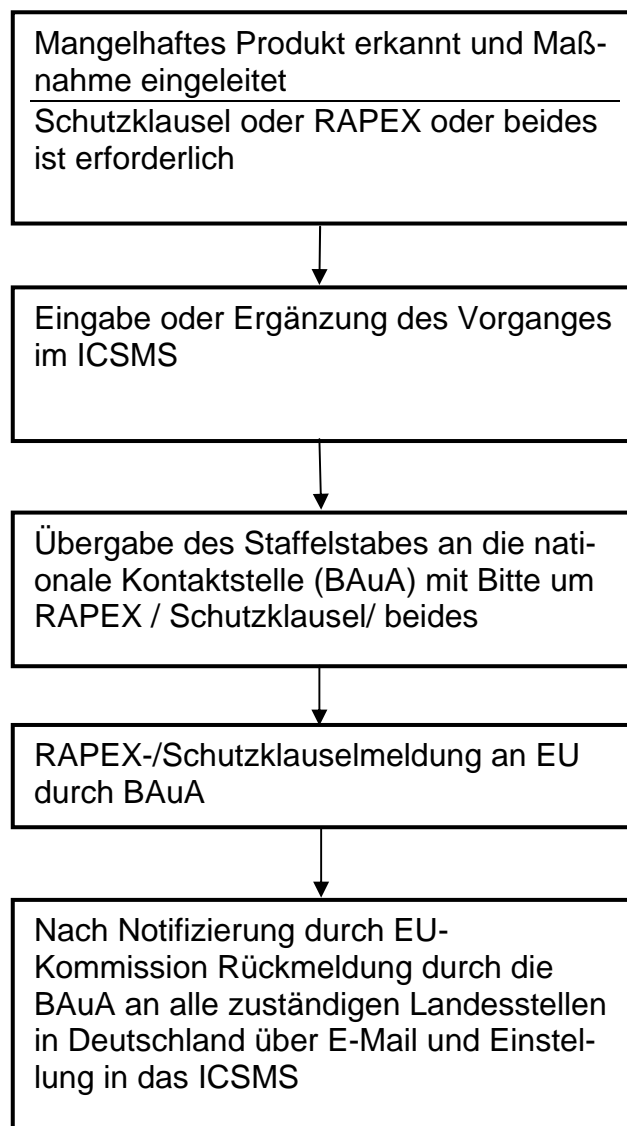 Mangelhaftes Produkt erkannt und Maß-
nahme eingeleitet
Schutzklausel oder RAPEX oder beides
ist erforderlich
Eingabe oder Ergänzung des Vorganges
im ICSMS
Übergabe des Staffelstabes an die nati-
onale Kontaktstelle (BAuA) mit Bitte um
RAPEX / Schutzklausel/ beides
RAPEX-/Schutzklauselmeldung an EU
durch BAuA
Nach Notifizierung durch EU-
Kommission Rückmeldung durch die
BAuA an alle zuständigen Landesstellen
in Deutschland über E-Mail und Einstel-
lung in das ICSMS